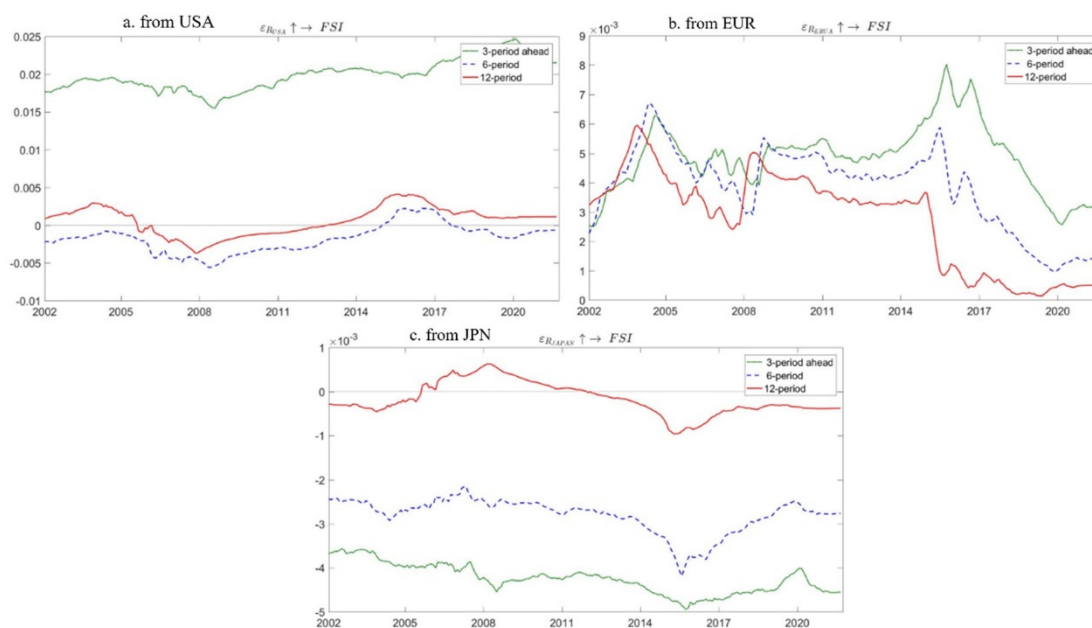 a. from USA
ε_{R_{USA}} ↑ → FSI
0.025
0.02
0.015
0.01
0.005
0
-0.005
-0.01
2002 2005 2008 2011 2014 2017 2020
3-period ahead
6-period
12-period
b. from EUR
×10^{-3}
ε_{R_{ERUA}} ↑ → FSI
9
8
7
6
5
4
3
2
1
0
2002 2005 2008 2011 2014 2017 2020
3-period ahead
6-period
12-period
c. from JPN
×10^{-3}
ε_{R_{JAPAN}} ↑ → FSI
1
0
-1
-2
-3
-4
-5
2002 2005 2008 2011 2014 2017 2020
3-period ahead
6-period
12-period